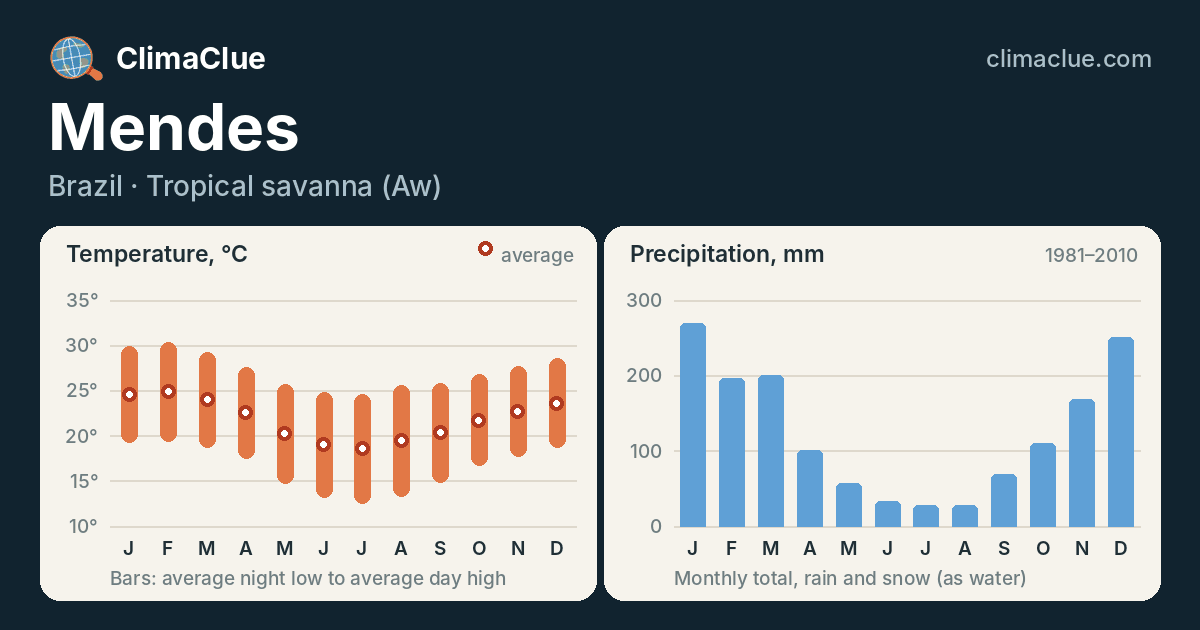 ClimaClue
climaclue.com
Mendes
Brazil · Tropical savanna (Aw)
Temperature, °C
average
35°
30°
25°
20°
15°
10°
J F M A M J J A S O N D
Bars: average night low to average day high
Precipitation, mm
1981–2010
300
200
100
0
J F M A M J J A S O N D
Monthly total, rain and snow (as water)